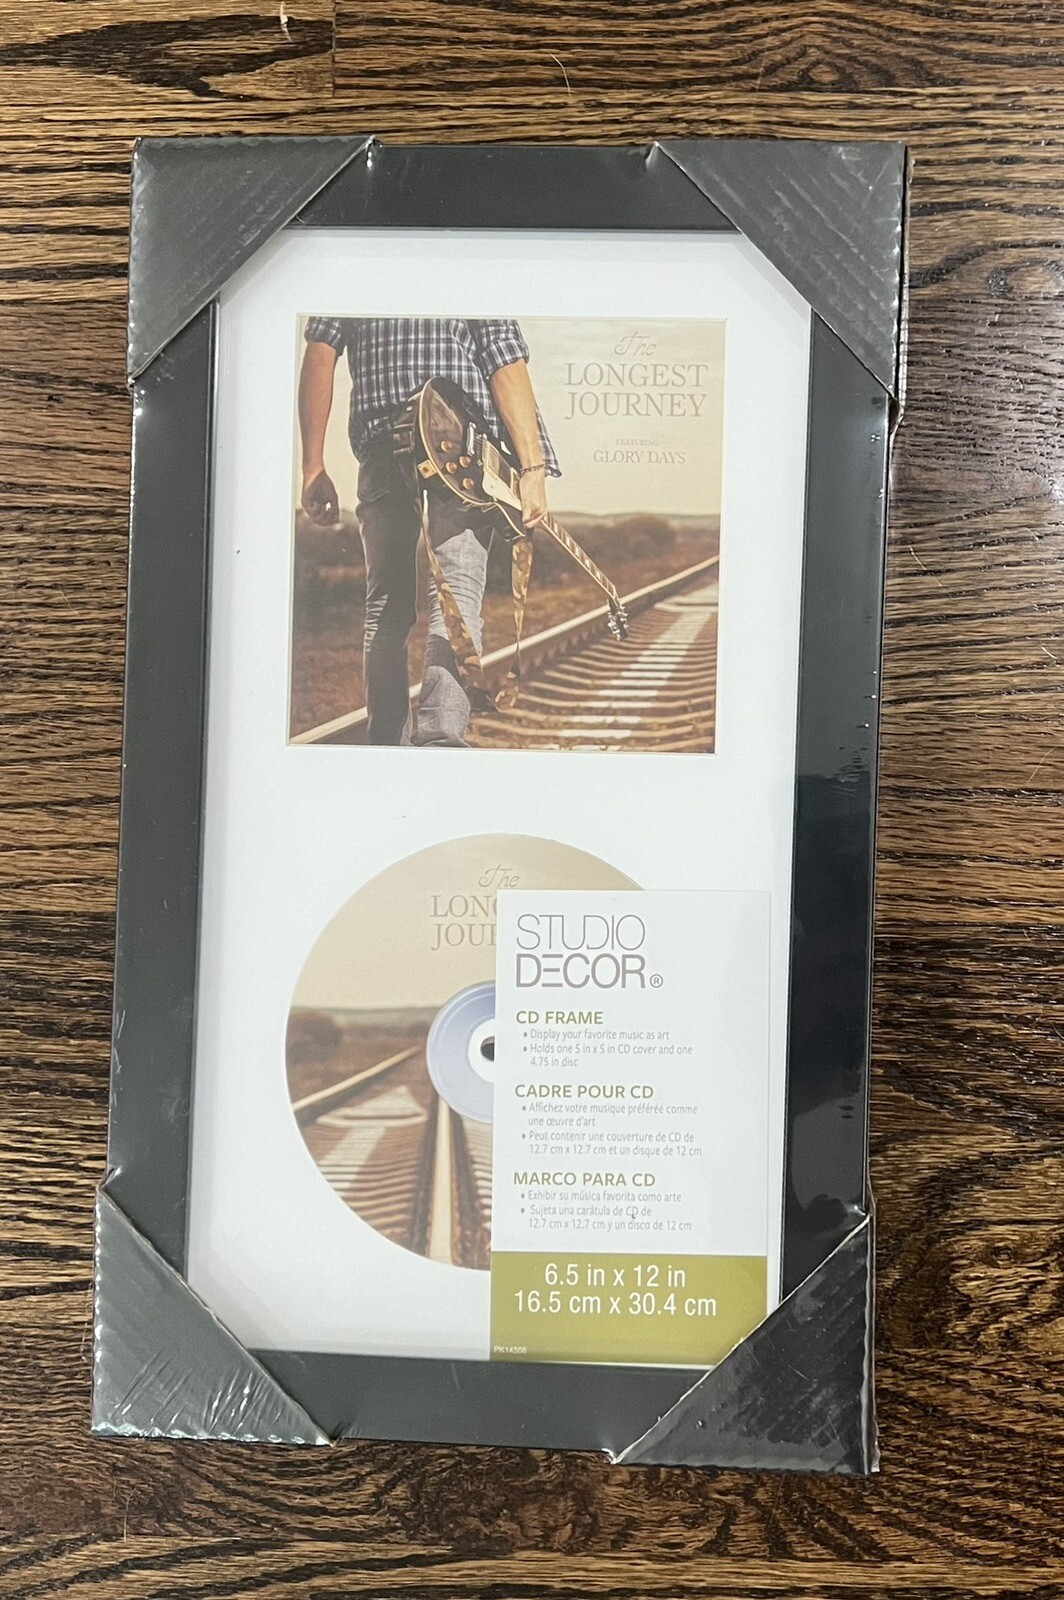 The
LONGEST
JOURNEY
FEATURING
GLORY DAYS
The
LONG
JOUR
STUDIO
DECOR®
CD FRAME
• Display your favorite music as art
• Holds one 5 in x 5 in CD cover and one
4.75 in disc
CADRE POUR CD
• Affichez votre musique préféréé comme
une œuvre d'art
• Peut contenir une couverture de CD de
12.7 cm x 12.7 cm et un disque de 12 cm
MARCO PARA CD
• Exhibir su música favorita como arte
• Sujeta una carátula de CD de
12.7 cm x 12.7 cm y un disco de 12 cm
6.5 in x 12 in
16.5 cm x 30.4 cm